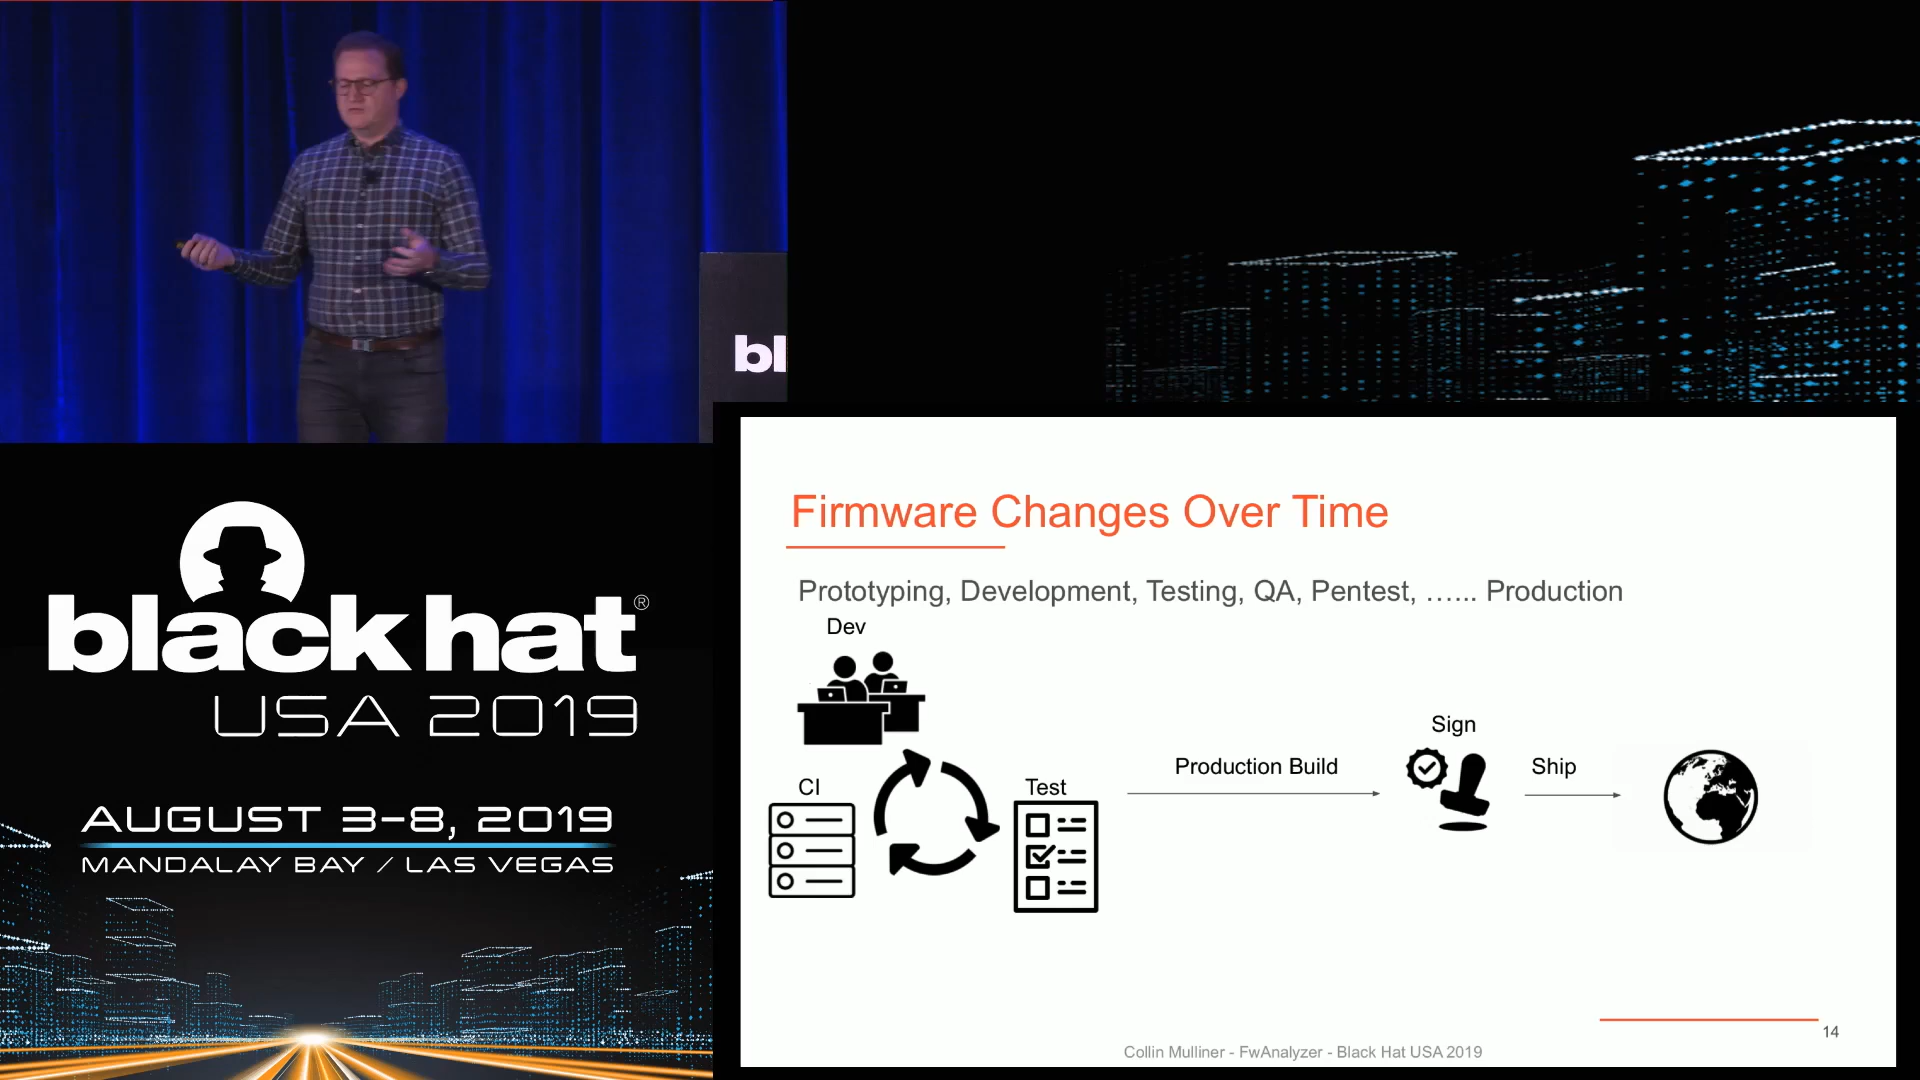 bl
black hat®
USA 2019
AUGUST 3-8, 2019
MANDALAY BAY / LAS VEGAS
Firmware Changes Over Time
Prototyping, Development, Testing, QA, Pentest, …... Production
Dev
CI
Test
Production Build
Sign
Ship
14
Collin Mulliner - FwAnalyzer - Black Hat USA 2019